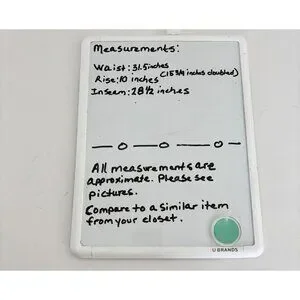 Measurements:
Waist: 31.5 inches
(15 3/4 inches doubled)
Rise: 10 inches
Inseam: 28 1/2 inches
All measurements are
approximate. Please see
pictures.
Compare to a similar item
from your closet.
U BRANDS